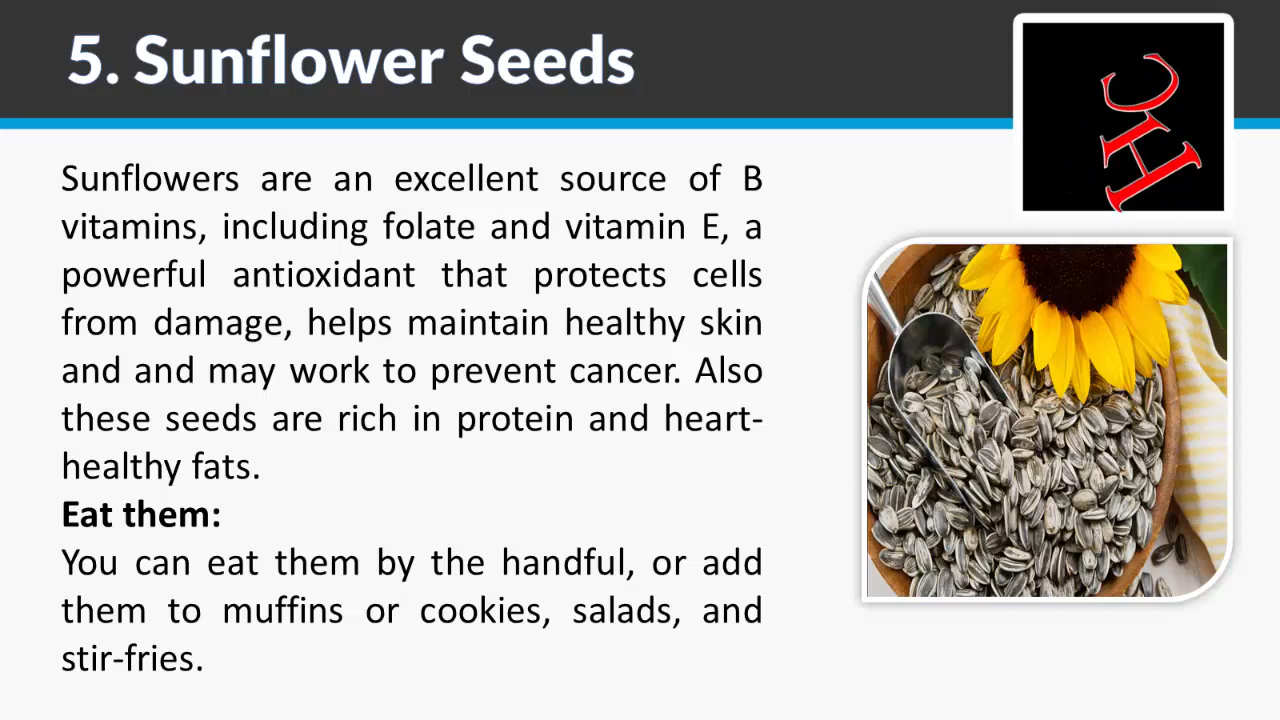 5. Sunflower Seeds
CH
Sunflowers are an excellent source of B
vitamins, including folate and vitamin E, a
powerful antioxidant that protects cells
from damage, helps maintain healthy skin
and and may work to prevent cancer. Also
these seeds are rich in protein and heart-
healthy fats.
Eat them:
You can eat them by the handful, or add
them to muffins or cookies, salads, and
stir-fries.